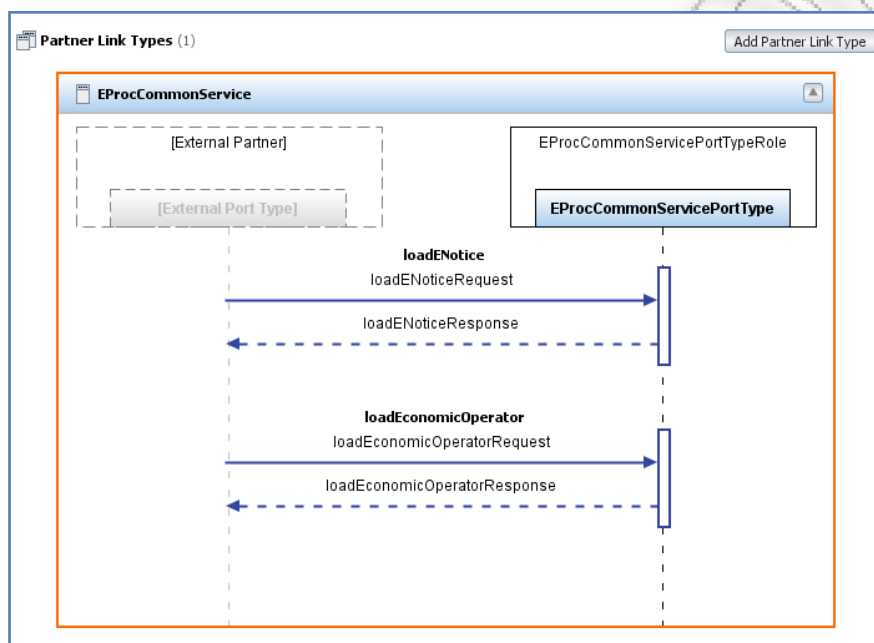 Partner Link Types (1)
Add Partner Link Type
EProcCommonService
[External Partner]
EProcCommonServicePortTypeRole
[External Port Type]
EProcCommonServicePortType
loadENotice
loadENoticeRequest
loadENoticeResponse
loadEconomicOperator
loadEconomicOperatorRequest
loadEconomicOperatorResponse